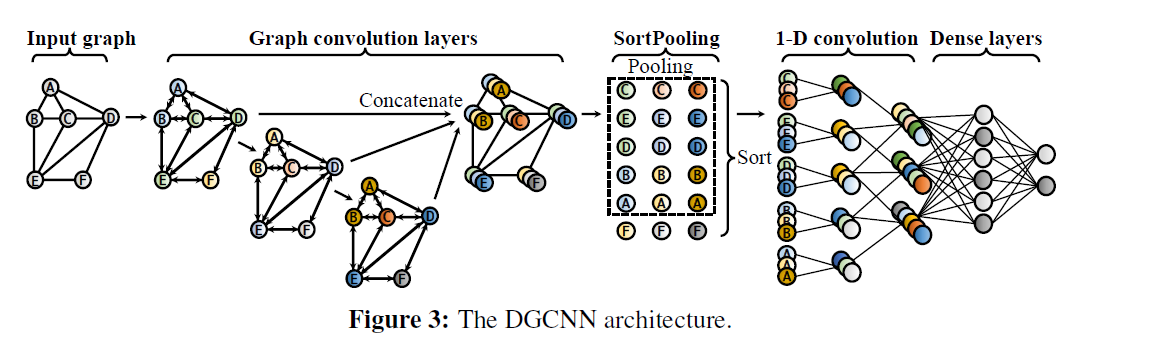 Input graph
Graph convolution layers
SortPooling
1-D convolution
Dense layers
Pooling
Concatenate
Sort
A
B C D
E F
A
B C D
E F
A
B C D
E F
A
B C D
E F
A
B C D
E F
C C C
E E E
D D D
B B B
A A A
F F F
C
C
C
E
E
E
D
D
D
B
B
B
A
A
A
Figure 3: The DGCNN architecture.